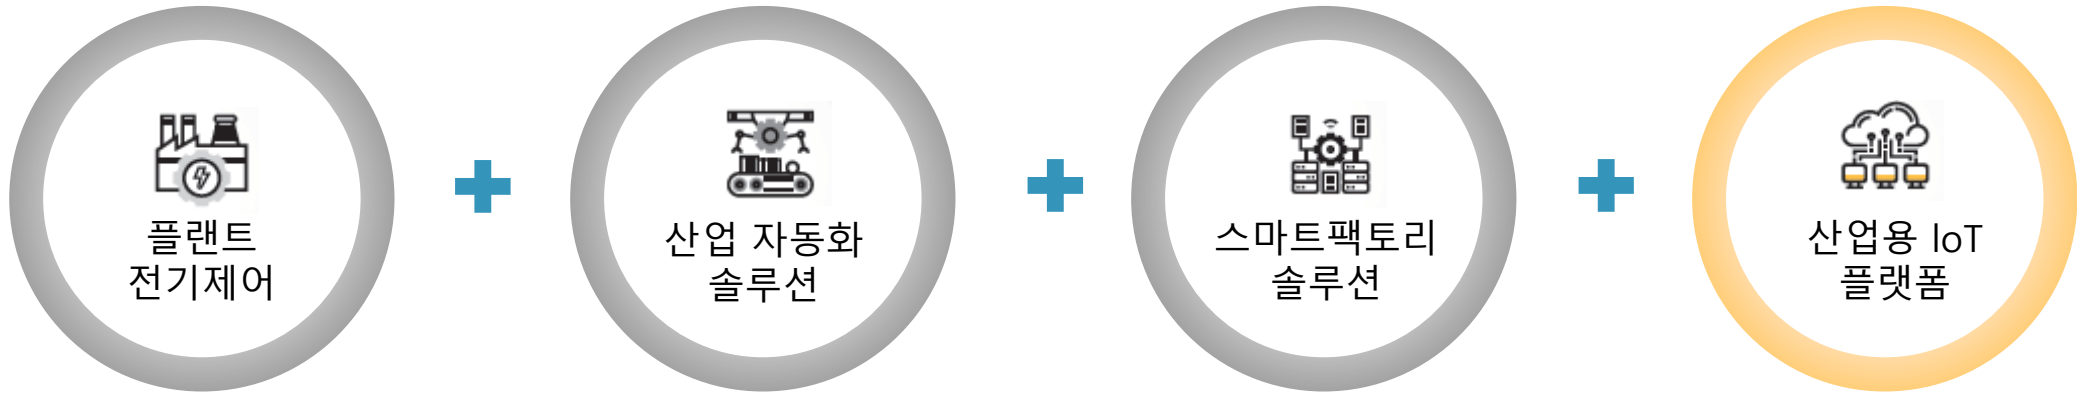 플랜트
전기제어
산업 자동화
솔루션
스마트팩토리
솔루션
산업용 IoT
플랫폼